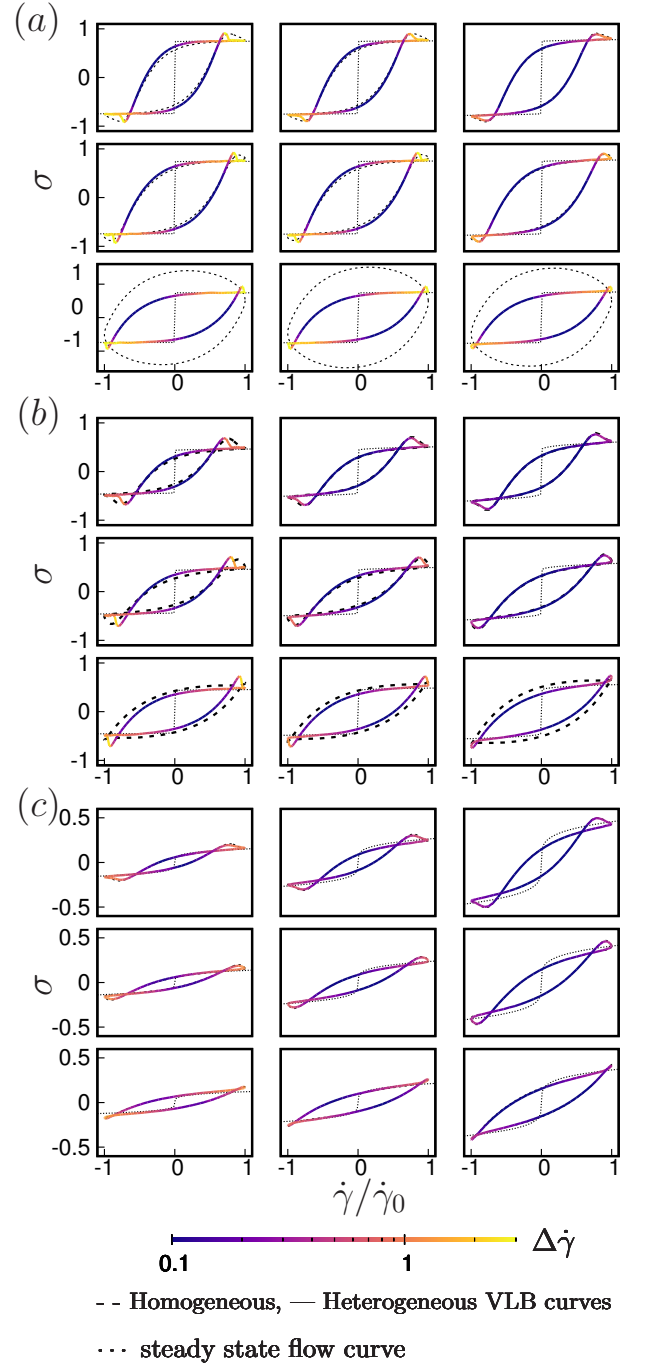 (a)
1
0
-1
1
σ 0
-1
1
0
-1
-1 0 1 -1 0 1 -1 0 1
(b)
1
0
-1
1
σ 0
-1
1
0
-1
-1 0 1 -1 0 1 -1 0 1
(c)
0.5
0
-0.5
0.5
σ 0
-0.5
0.5
0
-0.5
-1 0 1 -1 0 1 -1 0 1
γ̇/γ̇₀
Δγ̇
0.1 1
-- Homogeneous, — Heterogeneous VLB curves
··· steady state flow curve